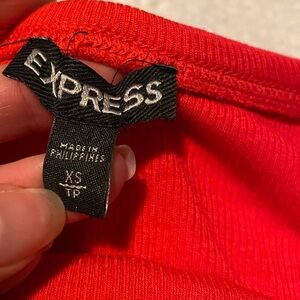 EXPRESS
MADE IN
PHILIPPINES
XS
TP